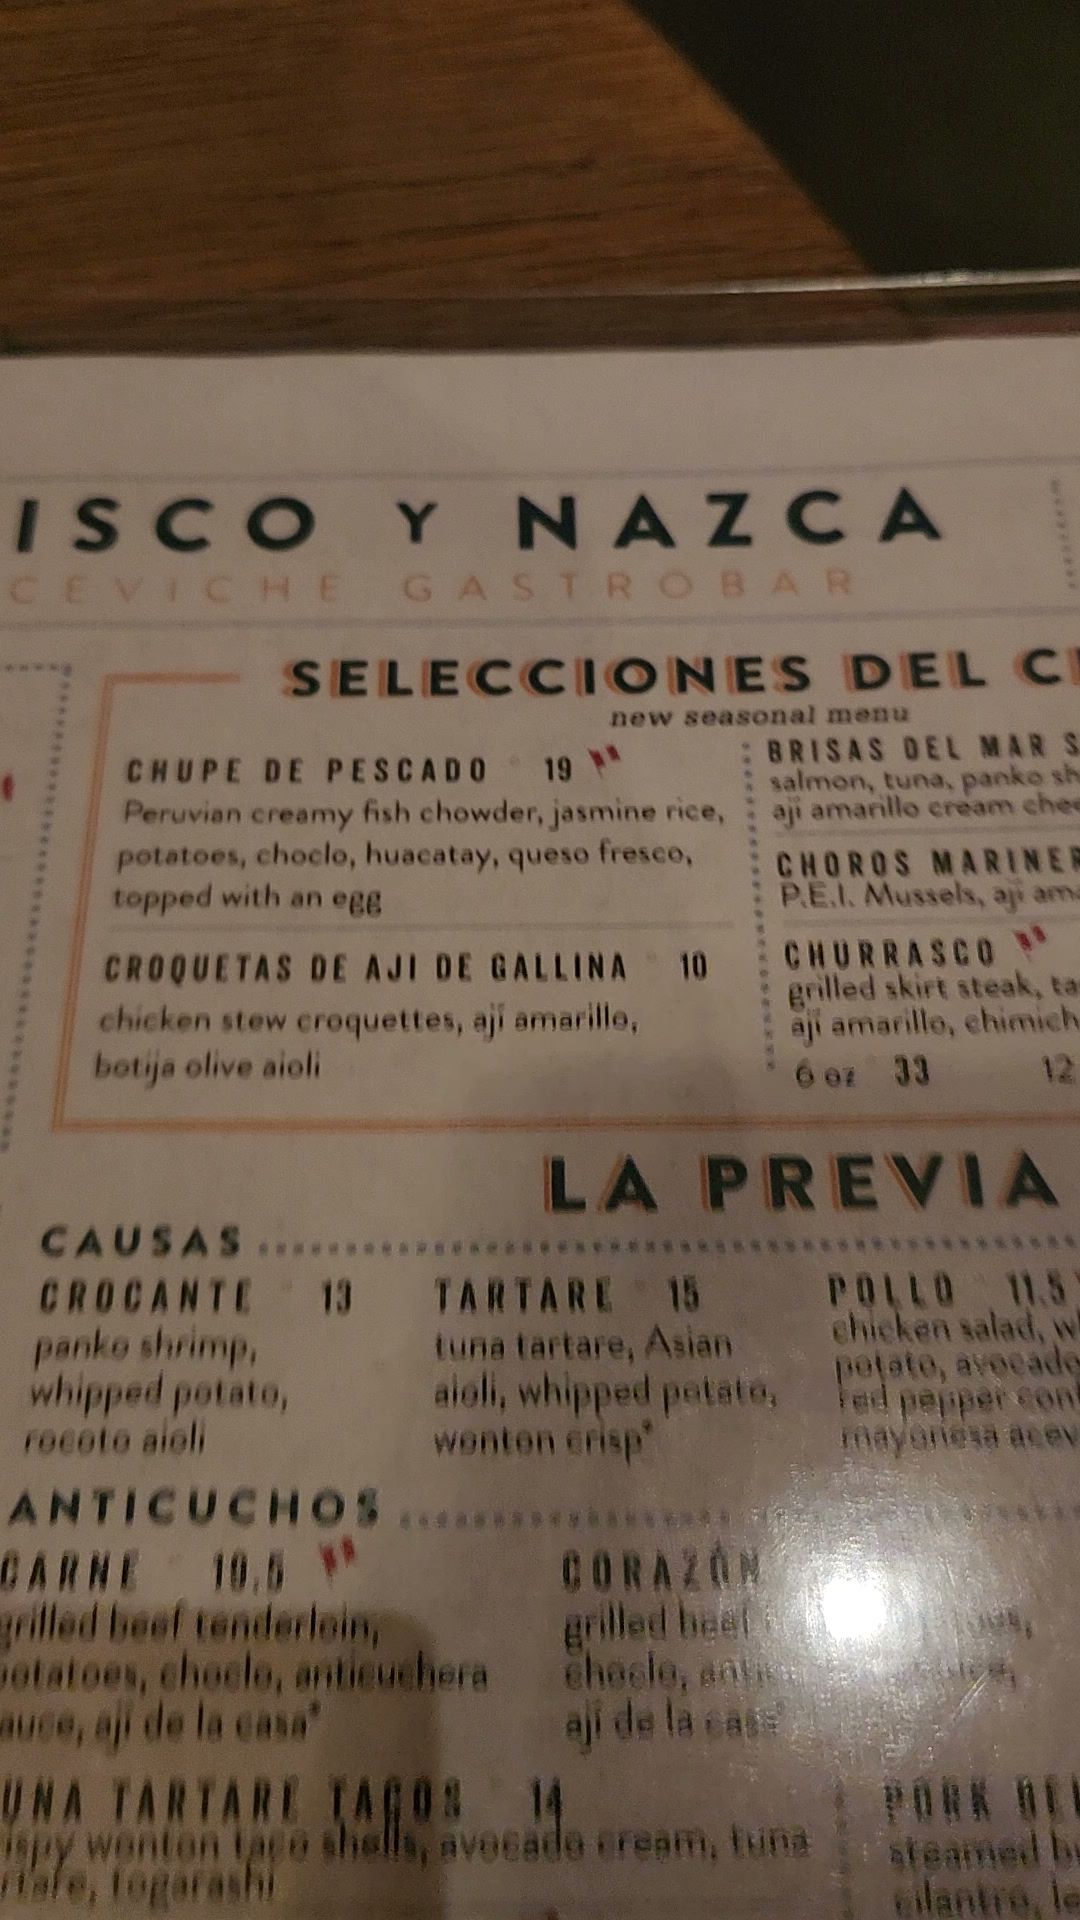 ISCO Y NAZCA
CEVICHE GASTROBAR
SELECCIONES DEL
new seasonal menu
CHUPE DE PESCADO 19
Peruvian creamy fish chowder, jasmine rice,
potatoes, choclo, huacatay, queso fresco,
topped with an egg
CROQUETAS DE AJI DE GALLINA 10
chicken stew croquettes, ají amarillo,
botija olive aioli
BRISAS DEL MAR S
salmon, tuna, panko sh
ají amarillo cream chee
CHOROS MARINER
P.E.I. Mussels, ají ama
CHURRASCO
grilled skirt steak, ta
ají amarillo, chimich
6 oz 33 12
LA PREVIA
CAUSAS
CROCANTE 13
panko shrimp,
whipped potato,
rocoto aioli
TARTARE 15
tuna tartare, Asian
aioli, whipped potato,
wonton crisp*
POLLO 11.5
chicken salad, wh
potato, avocado
red pepper con
mayonesa acev
ANTICUCHOS
CARNE 10.5
grilled beef tenderloin,
potatoes, choclo, anticuchera
auce, ají de la casa*
CORAZÓN
grilled beef
choclo,
ají de la casa*
UNA TARTARE TACOS 14
ispy wonton taco shells, avocado cream, tuna
rtare, togarashi
PORK BEL
steamed bu
cilantro, le